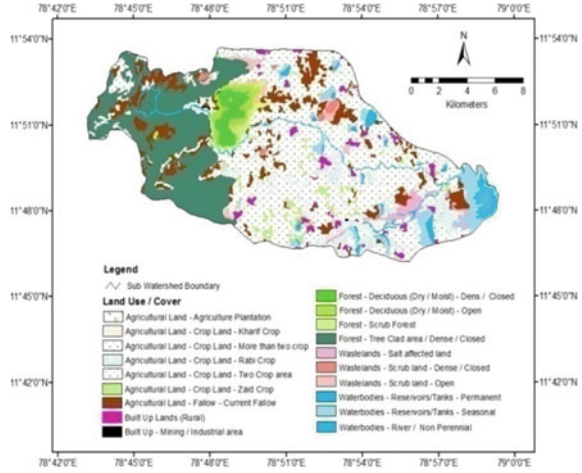 78°42'0"E 78°45'0"E 78°48'0"E 78°51'0"E 78°54'0"E 78°57'0"E 79°0'0"E
11°54'0"N 11°54'0"N
N
0 2 4 6 8
Kilometers
11°51'0"N 11°51'0"N
11°48'0"N 11°48'0"N
Legend
Sub Watershed Boundary
Land Use / Cover
Agricultural Land - Agriculture Plantation
Agricultural Land - Crop Land - Kharif Crop
Agricultural Land - Crop Land - More than two crop
Agricultural Land - Crop Land - Rabi Crop
Agricultural Land - Crop Land - Two Crop area
Agricultural Land - Crop Land - Zaid Crop
Agricultural Land - Fallow - Current Fallow
Built Up Lands (Rural)
Built Up - Mining / Industrial area
Forest - Deciduous (Dry / Moist) - Dens / Closed
Forest - Deciduous (Dry / Moist) - Open
Forest - Scrub Forest
Forest - Tree Clad area / Dense / Closed
Wastelands - Salt affected land
Wastelands - Scrub land - Dense / Closed
Wastelands - Scrub land - Open
Waterbodies - Reservoirs/Tanks - Permanent
Waterbodies - Reservoirs/Tanks - Seasonal
Waterbodies - River / Non Perennial
11°45'0"N 11°45'0"N
11°42'0"N 11°42'0"N
78°42'0"E 78°45'0"E 78°48'0"E 78°51'0"E 78°54'0"E 78°57'0"E 79°0'0"E